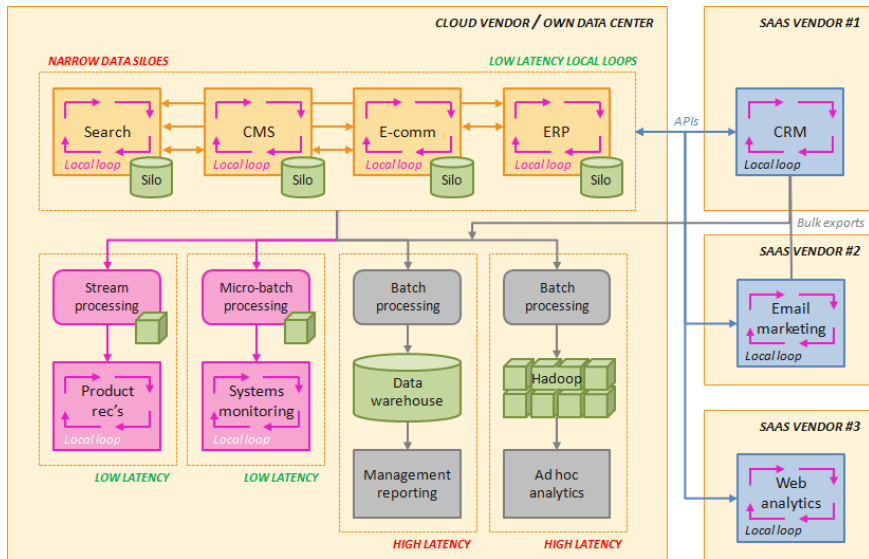 CLOUD VENDOR / OWN DATA CENTER
SAAS VENDOR #1
NARROW DATA SILOES
LOW LATENCY LOCAL LOOPS
Search
Local loop
Silo
CMS
Local loop
Silo
E-comm
Local loop
Silo
ERP
Local loop
Silo
APIs
CRM
Local loop
Bulk exports
SAAS VENDOR #2
Stream
processing
Micro-batch
processing
Batch
processing
Batch
processing
Email
marketing
Local loop
Product
rec's
Local loop
Systems
monitoring
Local loop
Data
warehouse
Hadoop
SAAS VENDOR #3
LOW LATENCY
LOW LATENCY
Management
reporting
Ad hoc
analytics
Web
analytics
Local loop
HIGH LATENCY
HIGH LATENCY